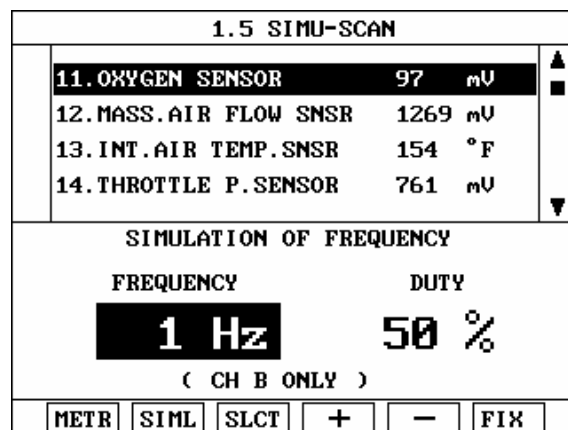 1.5 SIMU-SCAN
11.OXYGEN SENSOR 97 mV
12.MASS.AIR FLOW SNSR 1269 mV
13.INT.AIR TEMP.SNSR 154 °F
14.THROTTLE P.SENSOR 761 mV
SIMULATION OF FREQUENCY
FREQUENCY DUTY
1 Hz 50 %
( CH B ONLY )
METR SIML SLCT + - FIX